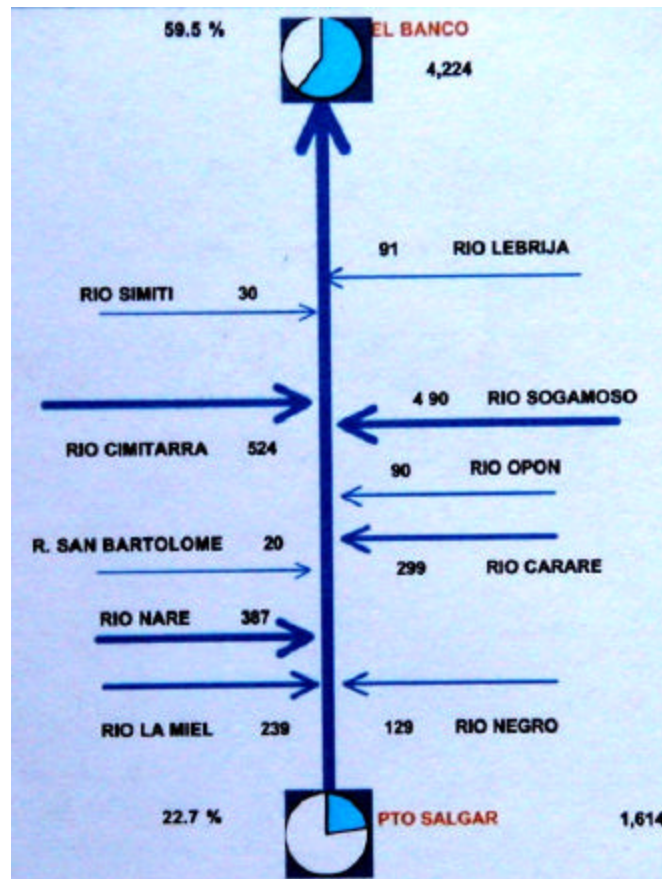 59.5 % EL BANCO
4,224
91 RIO LEBRIJA
RIO SIMITI 30
4 90 RIO SOGAMOSO
RIO CIMITARRA 524
90 RIO OPON
R. SAN BARTOLOME 20
299 RIO CARARE
RIO NARE 387
RIO LA MIEL 239 129 RIO NEGRO
22.7 % PTO SALGAR 1,614